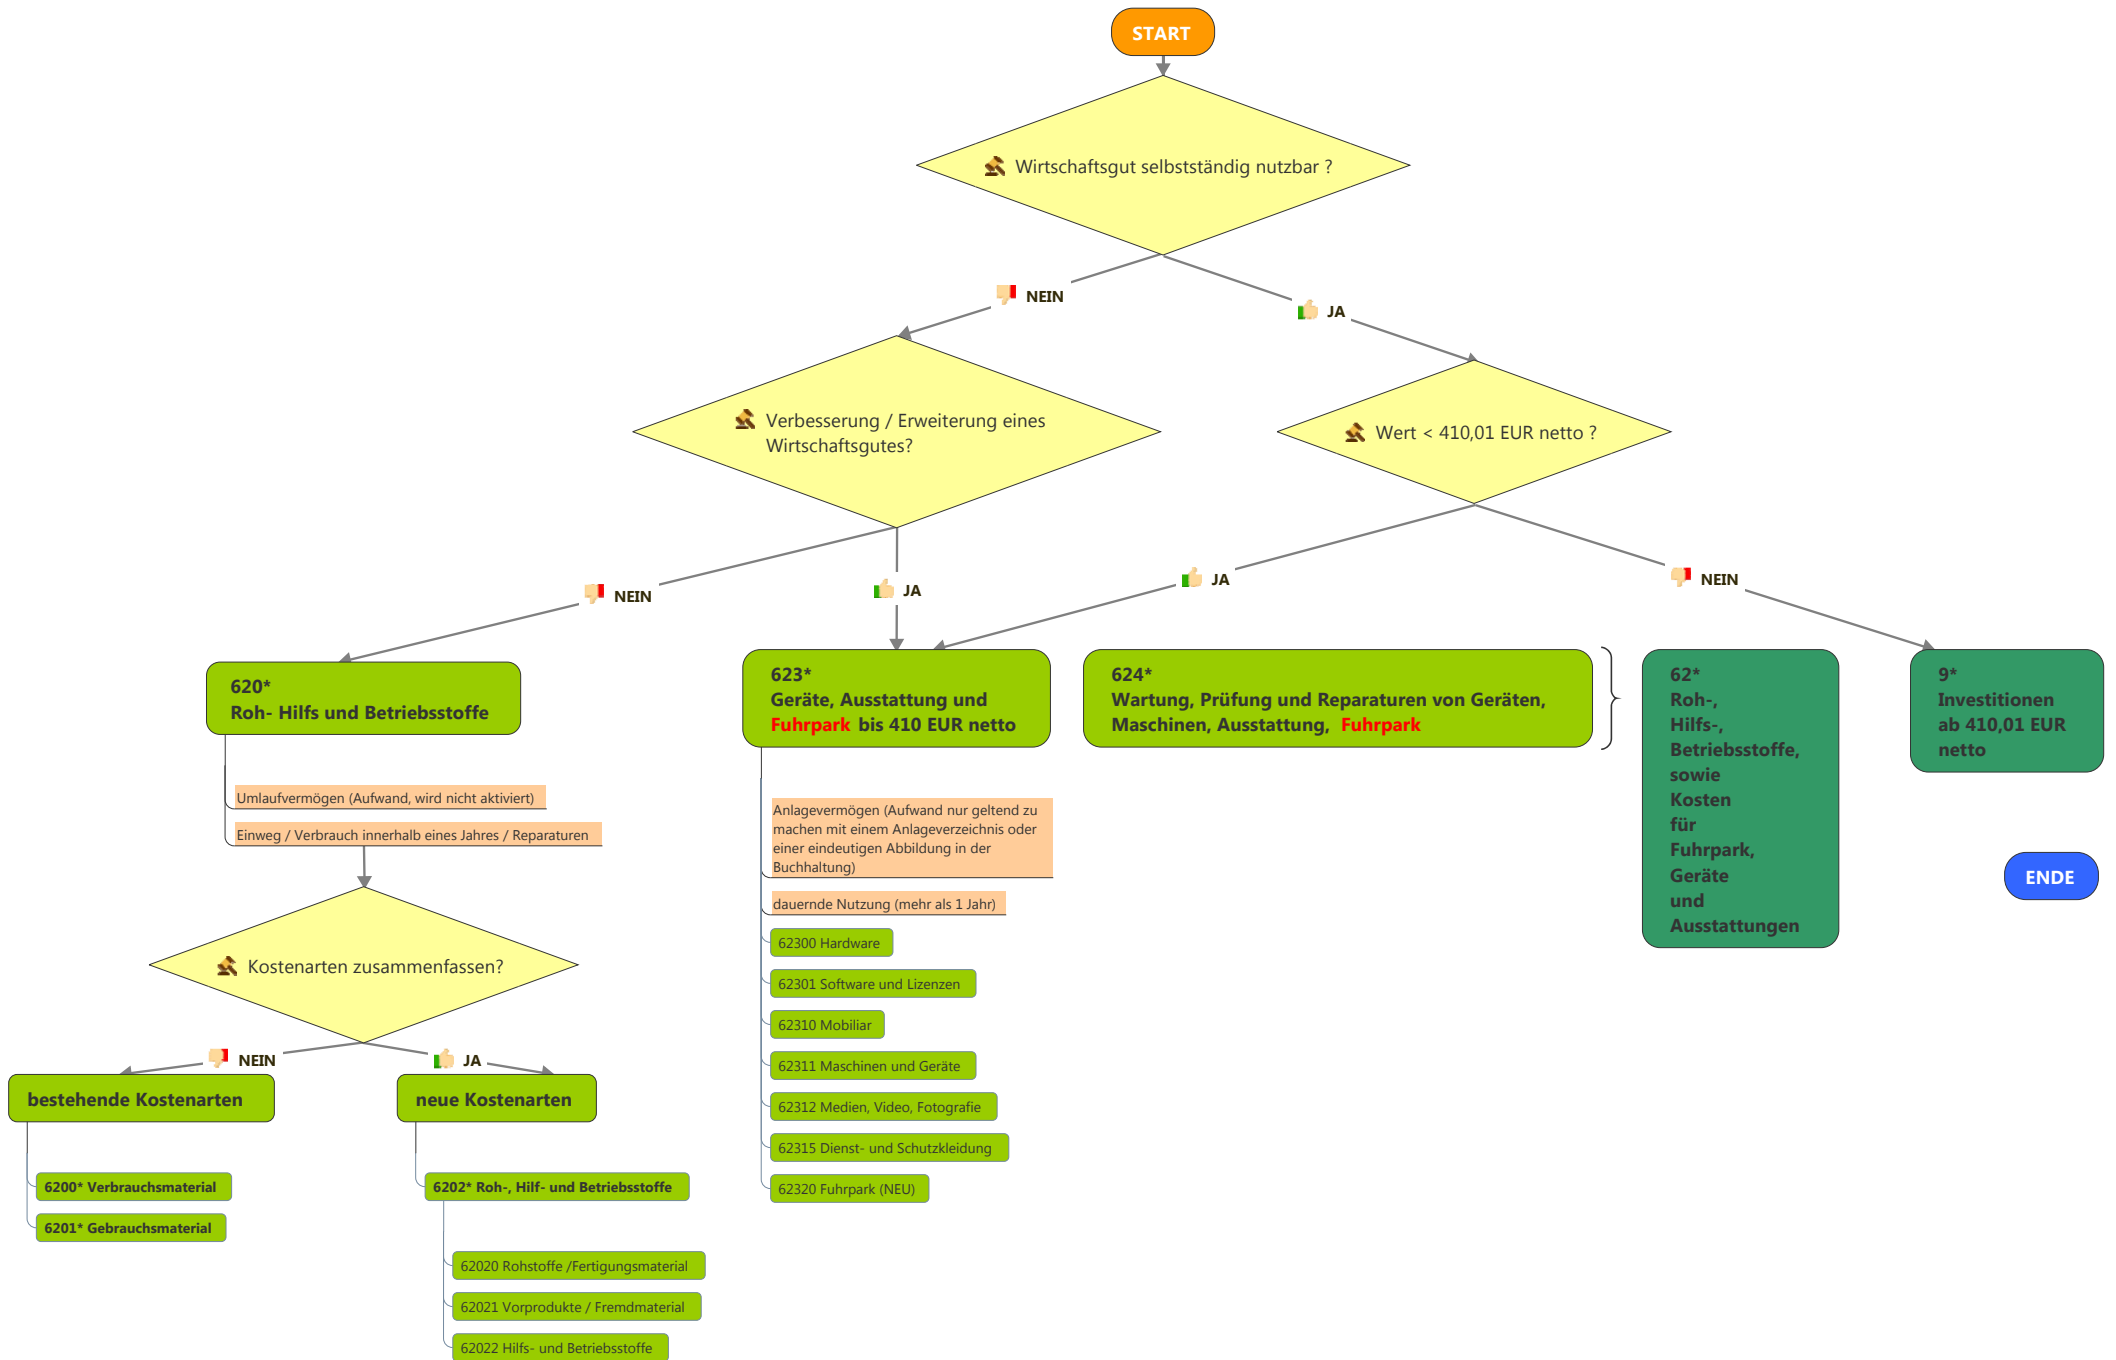 START
Wirtschaftsgut selbstständig nutzbar ?
NEIN
JA
Verbesserung / Erweiterung eines
Wirtschaftsgutes?
Wert < 410,01 EUR netto ?
NEIN
JA
JA
NEIN
620*
Roh- Hilfs und Betriebsstoffe
623*
Geräte, Ausstattung und
Fuhrpark bis 410 EUR netto
624*
Wartung, Prüfung und Reparaturen von Geräten,
Maschinen, Ausstattung, Fuhrpark
62*
Roh-,
Hilfs-,
Betriebsstoffe,
sowie
Kosten
für
Fuhrpark,
Geräte
und
Ausstattungen
9*
Investitionen
ab 410,01 EUR
netto
Umlaufvermögen (Aufwand, wird nicht aktiviert)
Einweg / Verbrauch innerhalb eines Jahres / Reparaturen
Anlagevermögen (Aufwand nur geltend zu
machen mit einem Anlageverzeichnis oder
einer eindeutigen Abbildung in der
Buchhaltung)
dauernde Nutzung (mehr als 1 Jahr)
62300 Hardware
62301 Software und Lizenzen
62310 Mobiliar
62311 Maschinen und Geräte
62312 Medien, Video, Fotografie
62315 Dienst- und Schutzkleidung
62320 Fuhrpark (NEU)
ENDE
Kostenarten zusammenfassen?
NEIN
JA
bestehende Kostenarten
neue Kostenarten
6200* Verbrauchsmaterial
6201* Gebrauchsmaterial
6202* Roh-, Hilf- und Betriebsstoffe
62020 Rohstoffe /Fertigungsmaterial
62021 Vorprodukte / Fremdmaterial
62022 Hilfs- und Betriebsstoffe